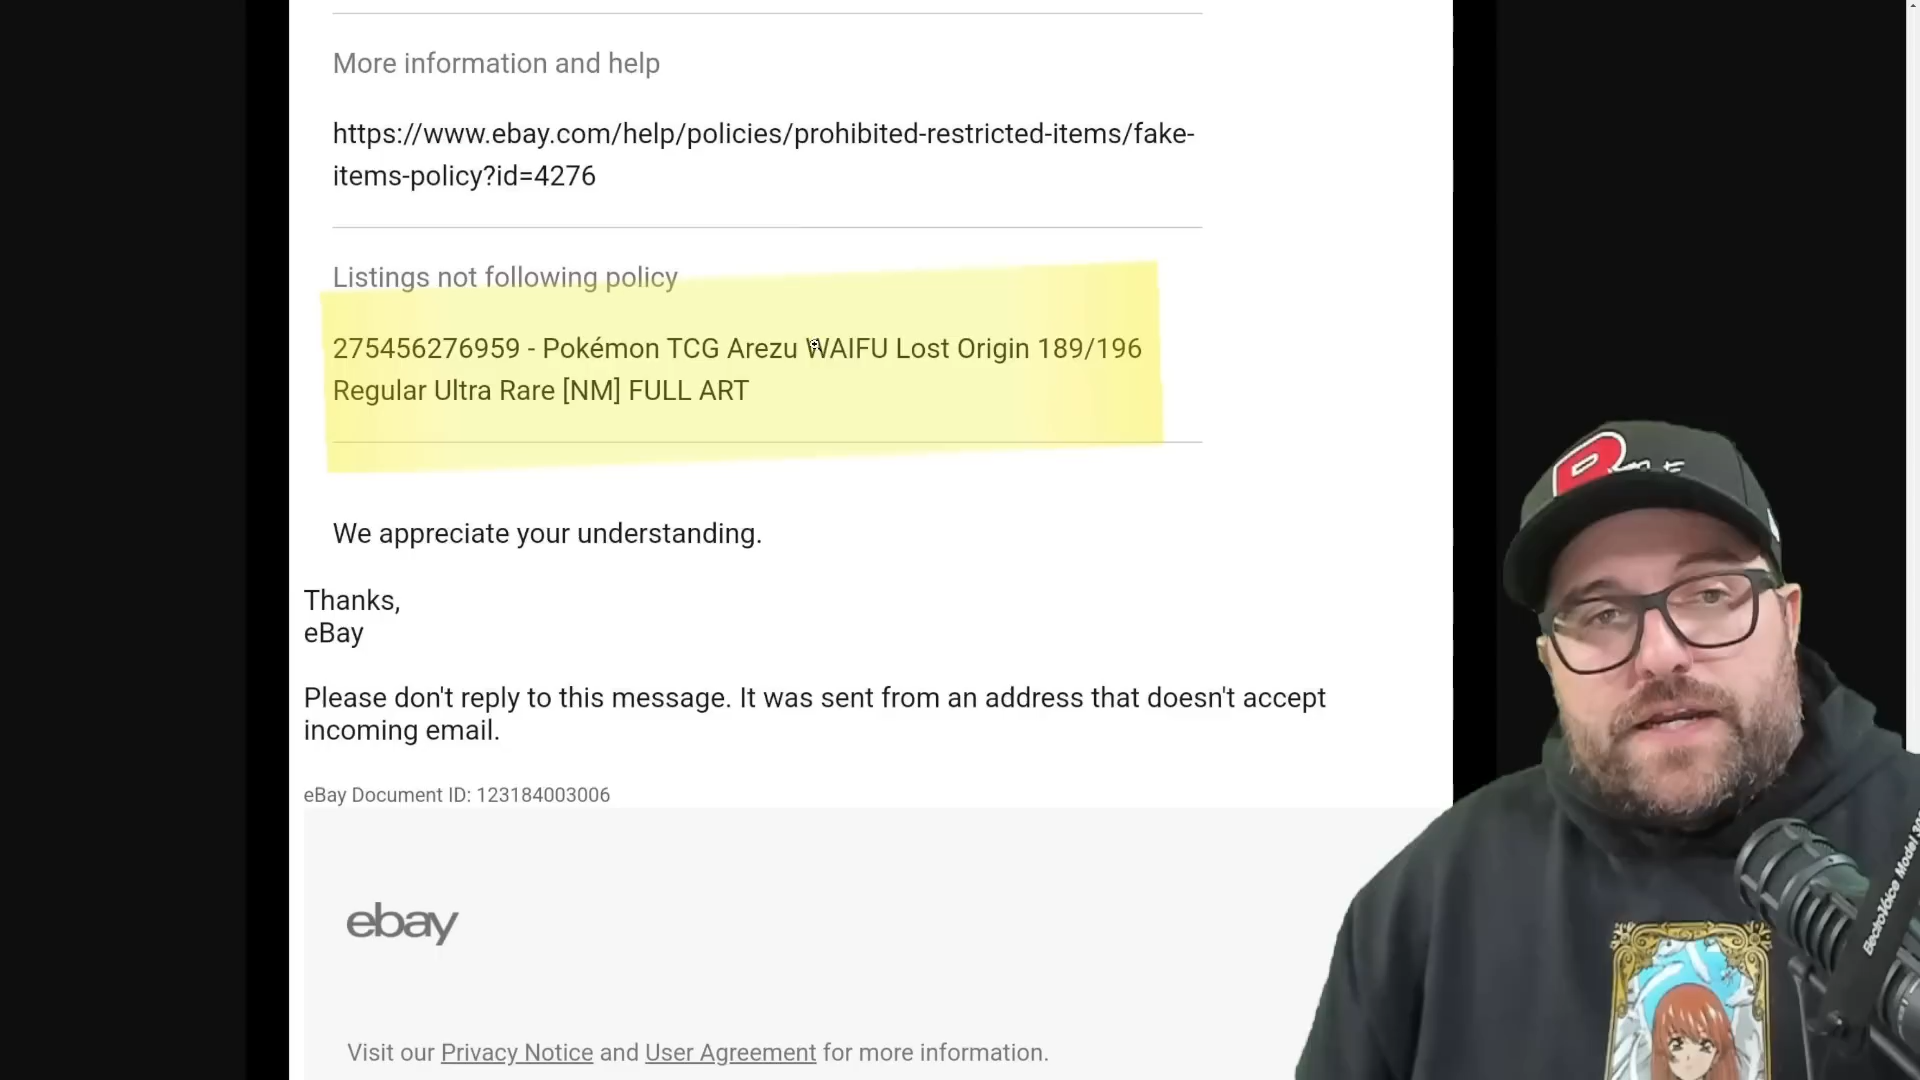 More information and help
https://www.ebay.com/help/policies/prohibited-restricted-items/fake-
items-policy?id=4276
Listings not following policy
275456276959 - Pokémon TCG Arezu WAIFU Lost Origin 189/196
Regular Ultra Rare [NM] FULL ART
We appreciate your understanding.
Thanks,
eBay
Please don't reply to this message. It was sent from an address that doesn't accept
incoming email.
eBay Document ID: 123184003006
ebay
Visit our Privacy Notice and User Agreement for more information.
ElectroVoice Model